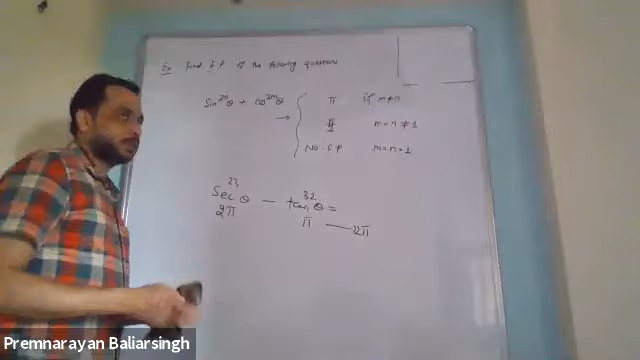 Ex Find F.P of the following questions
Sin^2n θ + Cos^2m θ → { π if m≠n
π/2 m=n≠1
No. F.P m=n=1
Sec^23 θ − tan^32 θ =
2π π — 2π
Premnarayan Baliarsingh